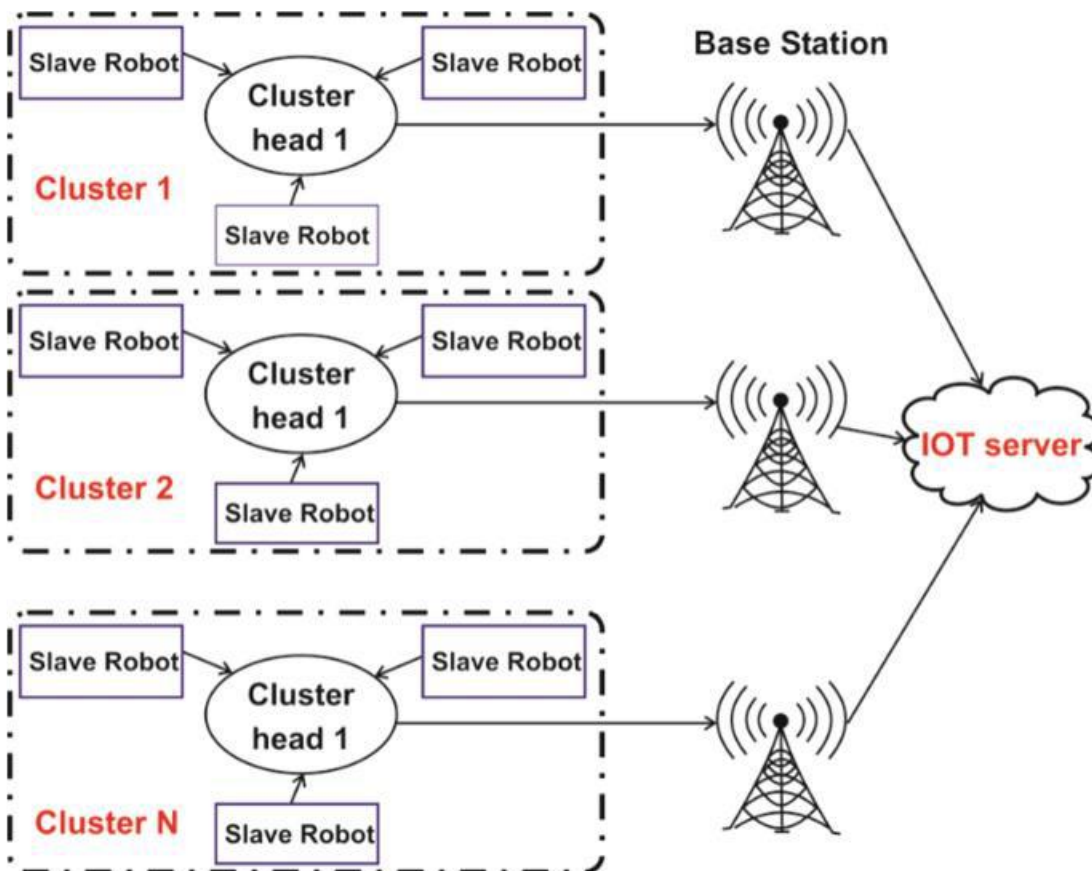 Slave Robot
Slave Robot
Base Station
Cluster
head 1
Cluster 1
Slave Robot
Slave Robot
Slave Robot
Cluster
head 1
IOT server
Cluster 2
Slave Robot
Slave Robot
Slave Robot
Cluster
head 1
Cluster N
Slave Robot